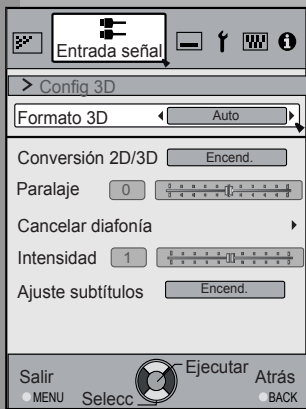 Entrada señal
> Config 3D
Formato 3D Auto
Conversión 2D/3D Encend.
Paralaje 0
Cancelar diafonía
Intensidad 1
Ajuste subtítulos Encend.
Salir Ejecutar Atrás
MENU Selecc BACK